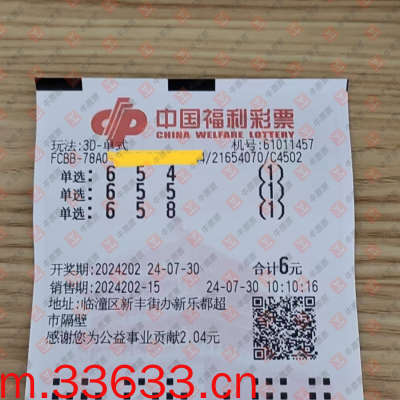 中国福利彩票
CHINA WELFARE LOTTERY
玩法:3D-单式 机号:61011457
FCBB-78A0 4/21654070/C4502
单选: 6 5 4 (1)
单选: 6 5 5 (1)
单选: 6 5 8 (1)
开奖期:2024202 24-07-30 合计6元
销售期:2024202-15 24-07-30 10:10:16
地址:临潼区新丰街办新乐都超
市隔壁
感谢您为公益事业贡献2.04元
m.33633.cn